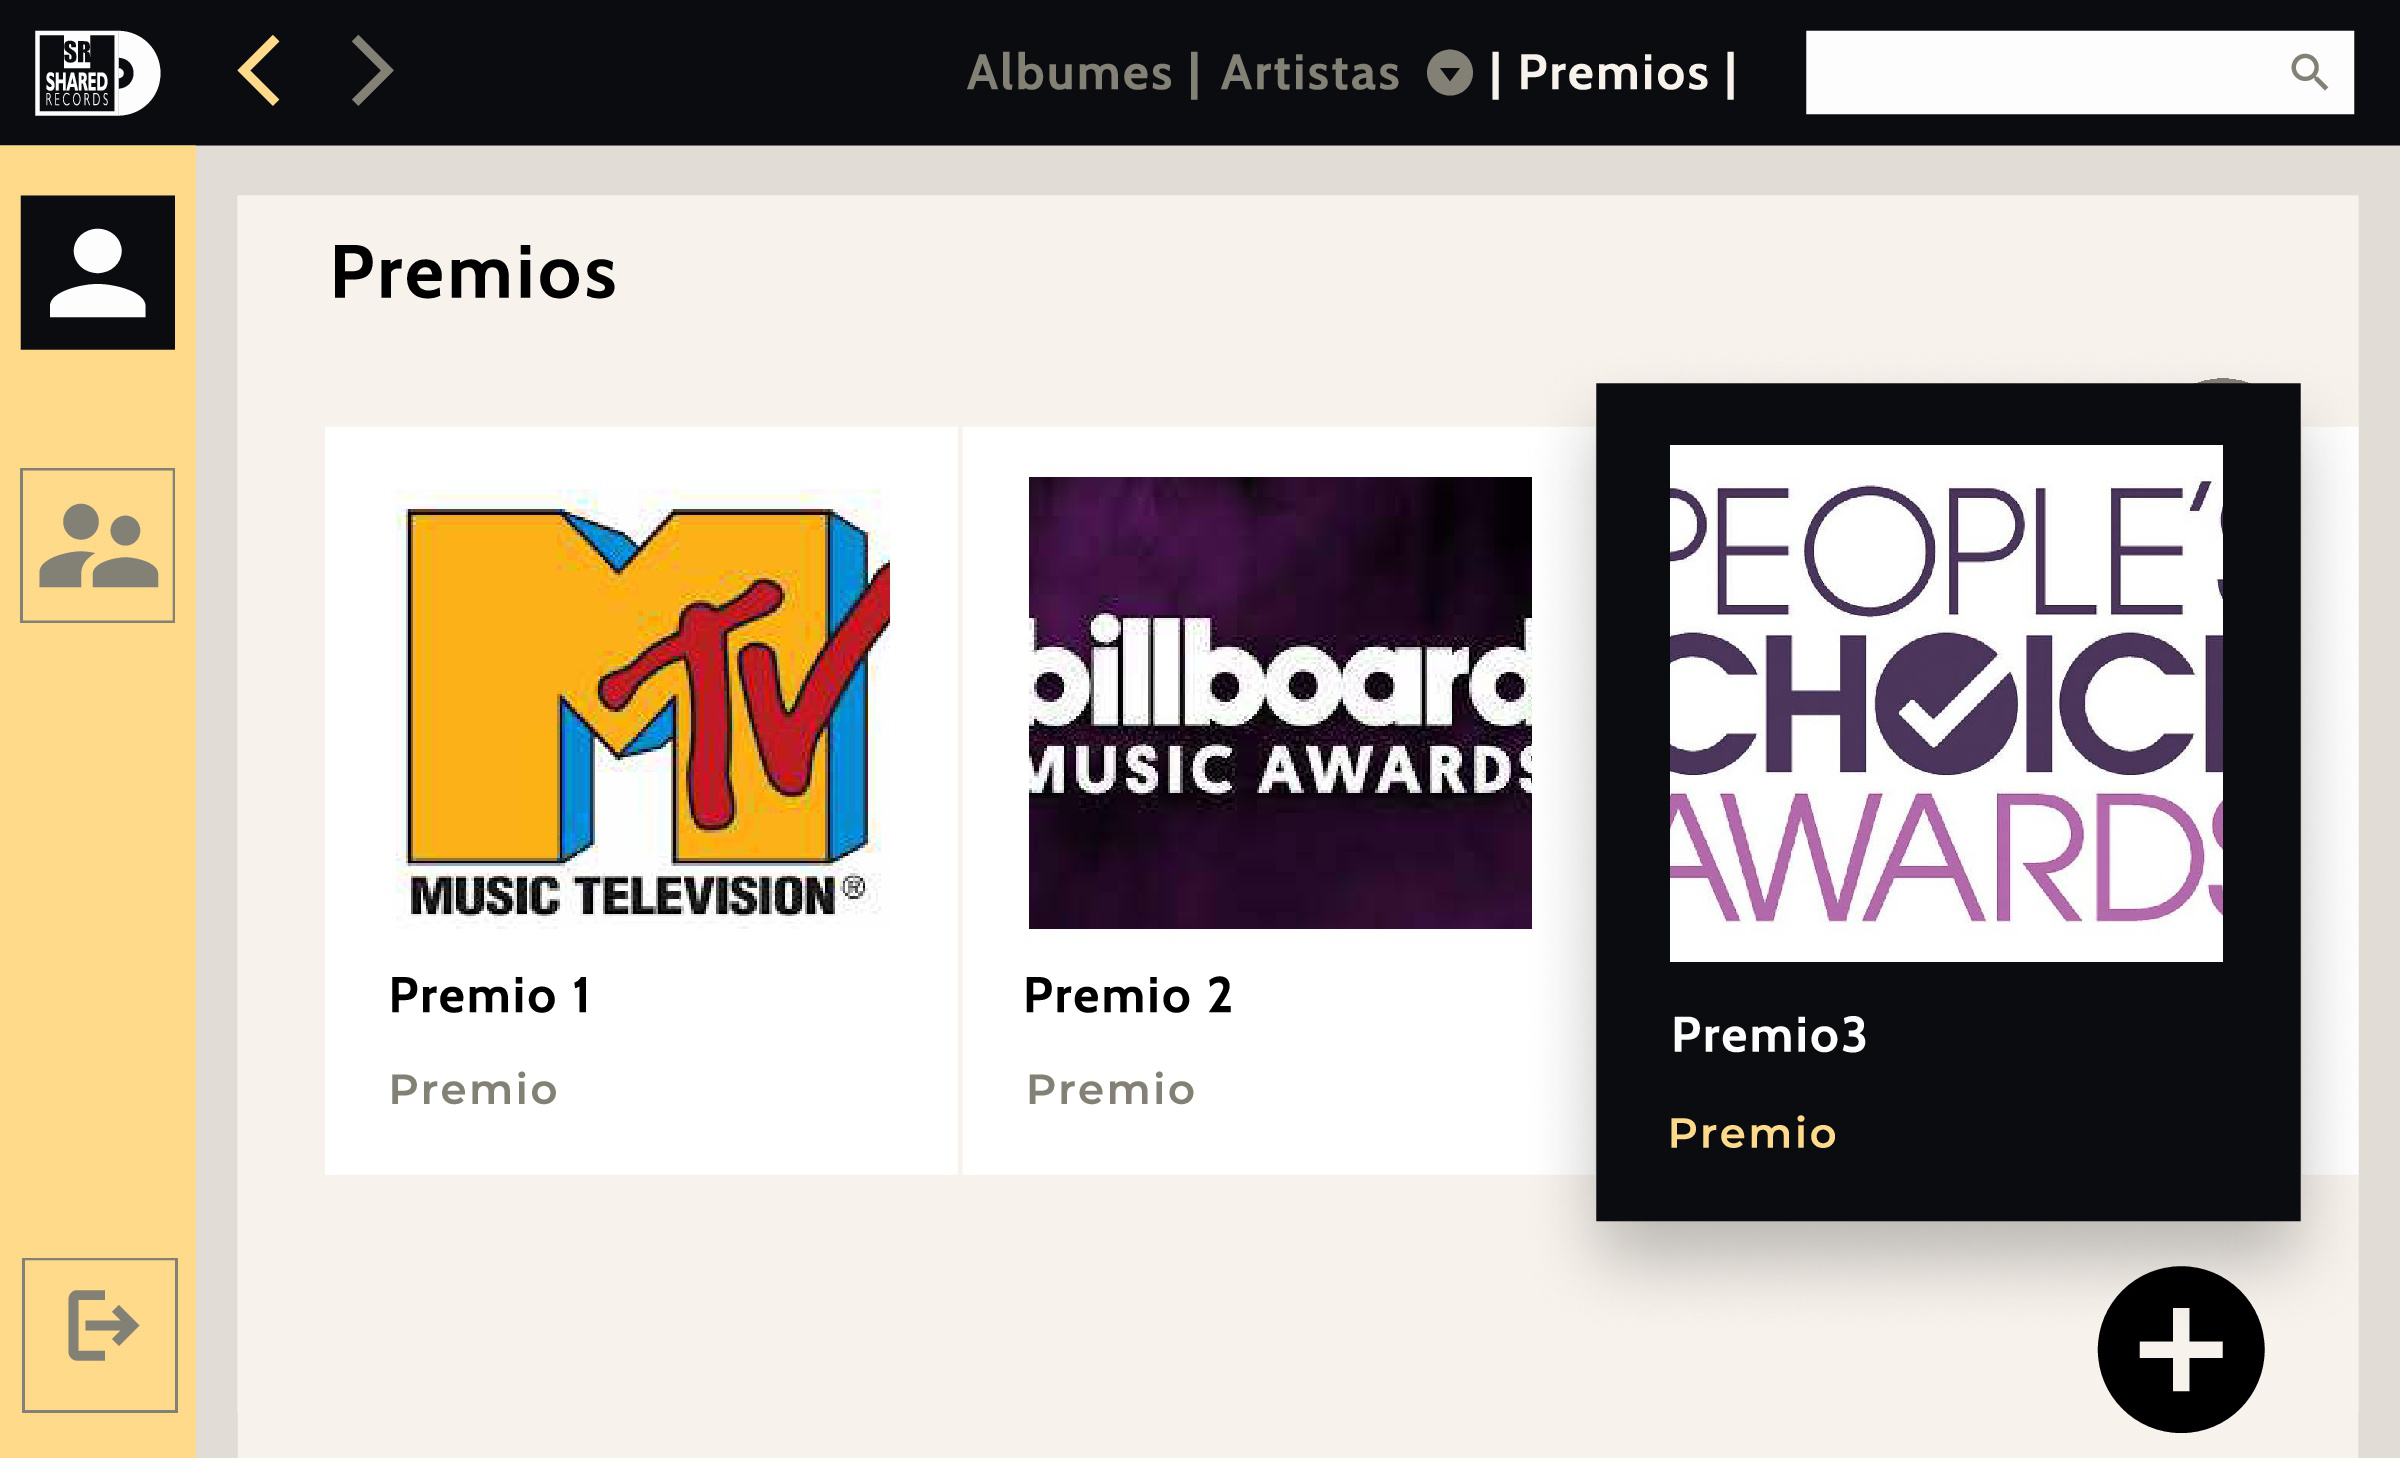 SR
SHARED
RECORDS
Albumes | Artistas | Premios |
Premios
MTV
MUSIC TELEVISION®
Premio 1
Premio
billboard
MUSIC AWARDS
Premio 2
Premio
PEOPLE'S
CHOICE
AWARDS
Premio3
Premio